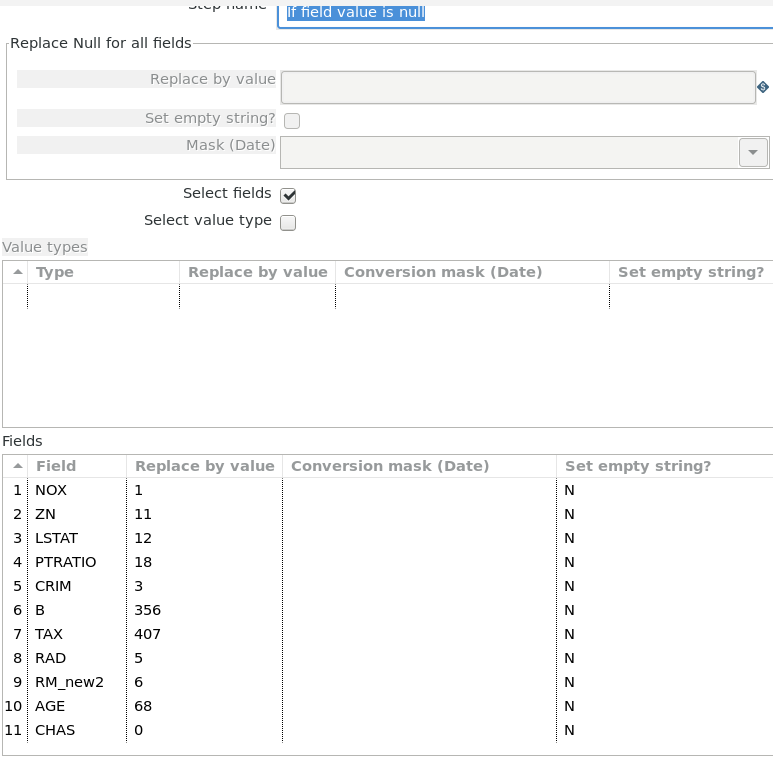 Step name If field value is null
Replace Null for all fields
Replace by value
Set empty string?
Mask (Date)
Select fields
Select value type
Value types
Type Replace by value Conversion mask (Date) Set empty string?
Fields
Field Replace by value Conversion mask (Date) Set empty string?
1 NOX 1 N
2 ZN 11 N
3 LSTAT 12 N
4 PTRATIO 18 N
5 CRIM 3 N
6 B 356 N
7 TAX 407 N
8 RAD 5 N
9 RM_new2 6 N
10 AGE 68 N
11 CHAS 0 N